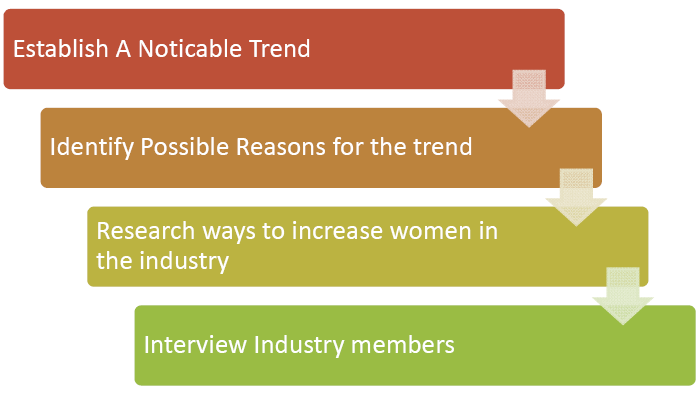 Establish A Noticable Trend
Identify Possible Reasons for the trend
Research ways to increase women in
the industry
Interview Industry members